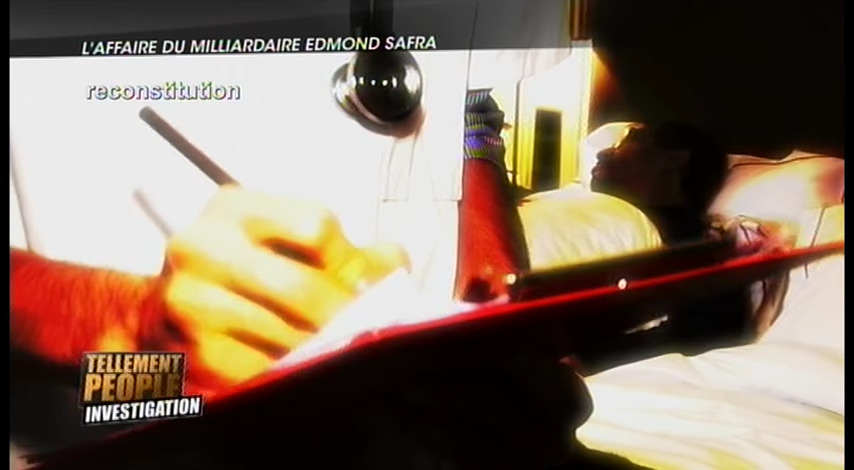 L'AFFAIRE DU MILLIARDAIRE EDMOND SAFRA
reconstitution
TELLEMENT
PEOPLE
INVESTIGATION